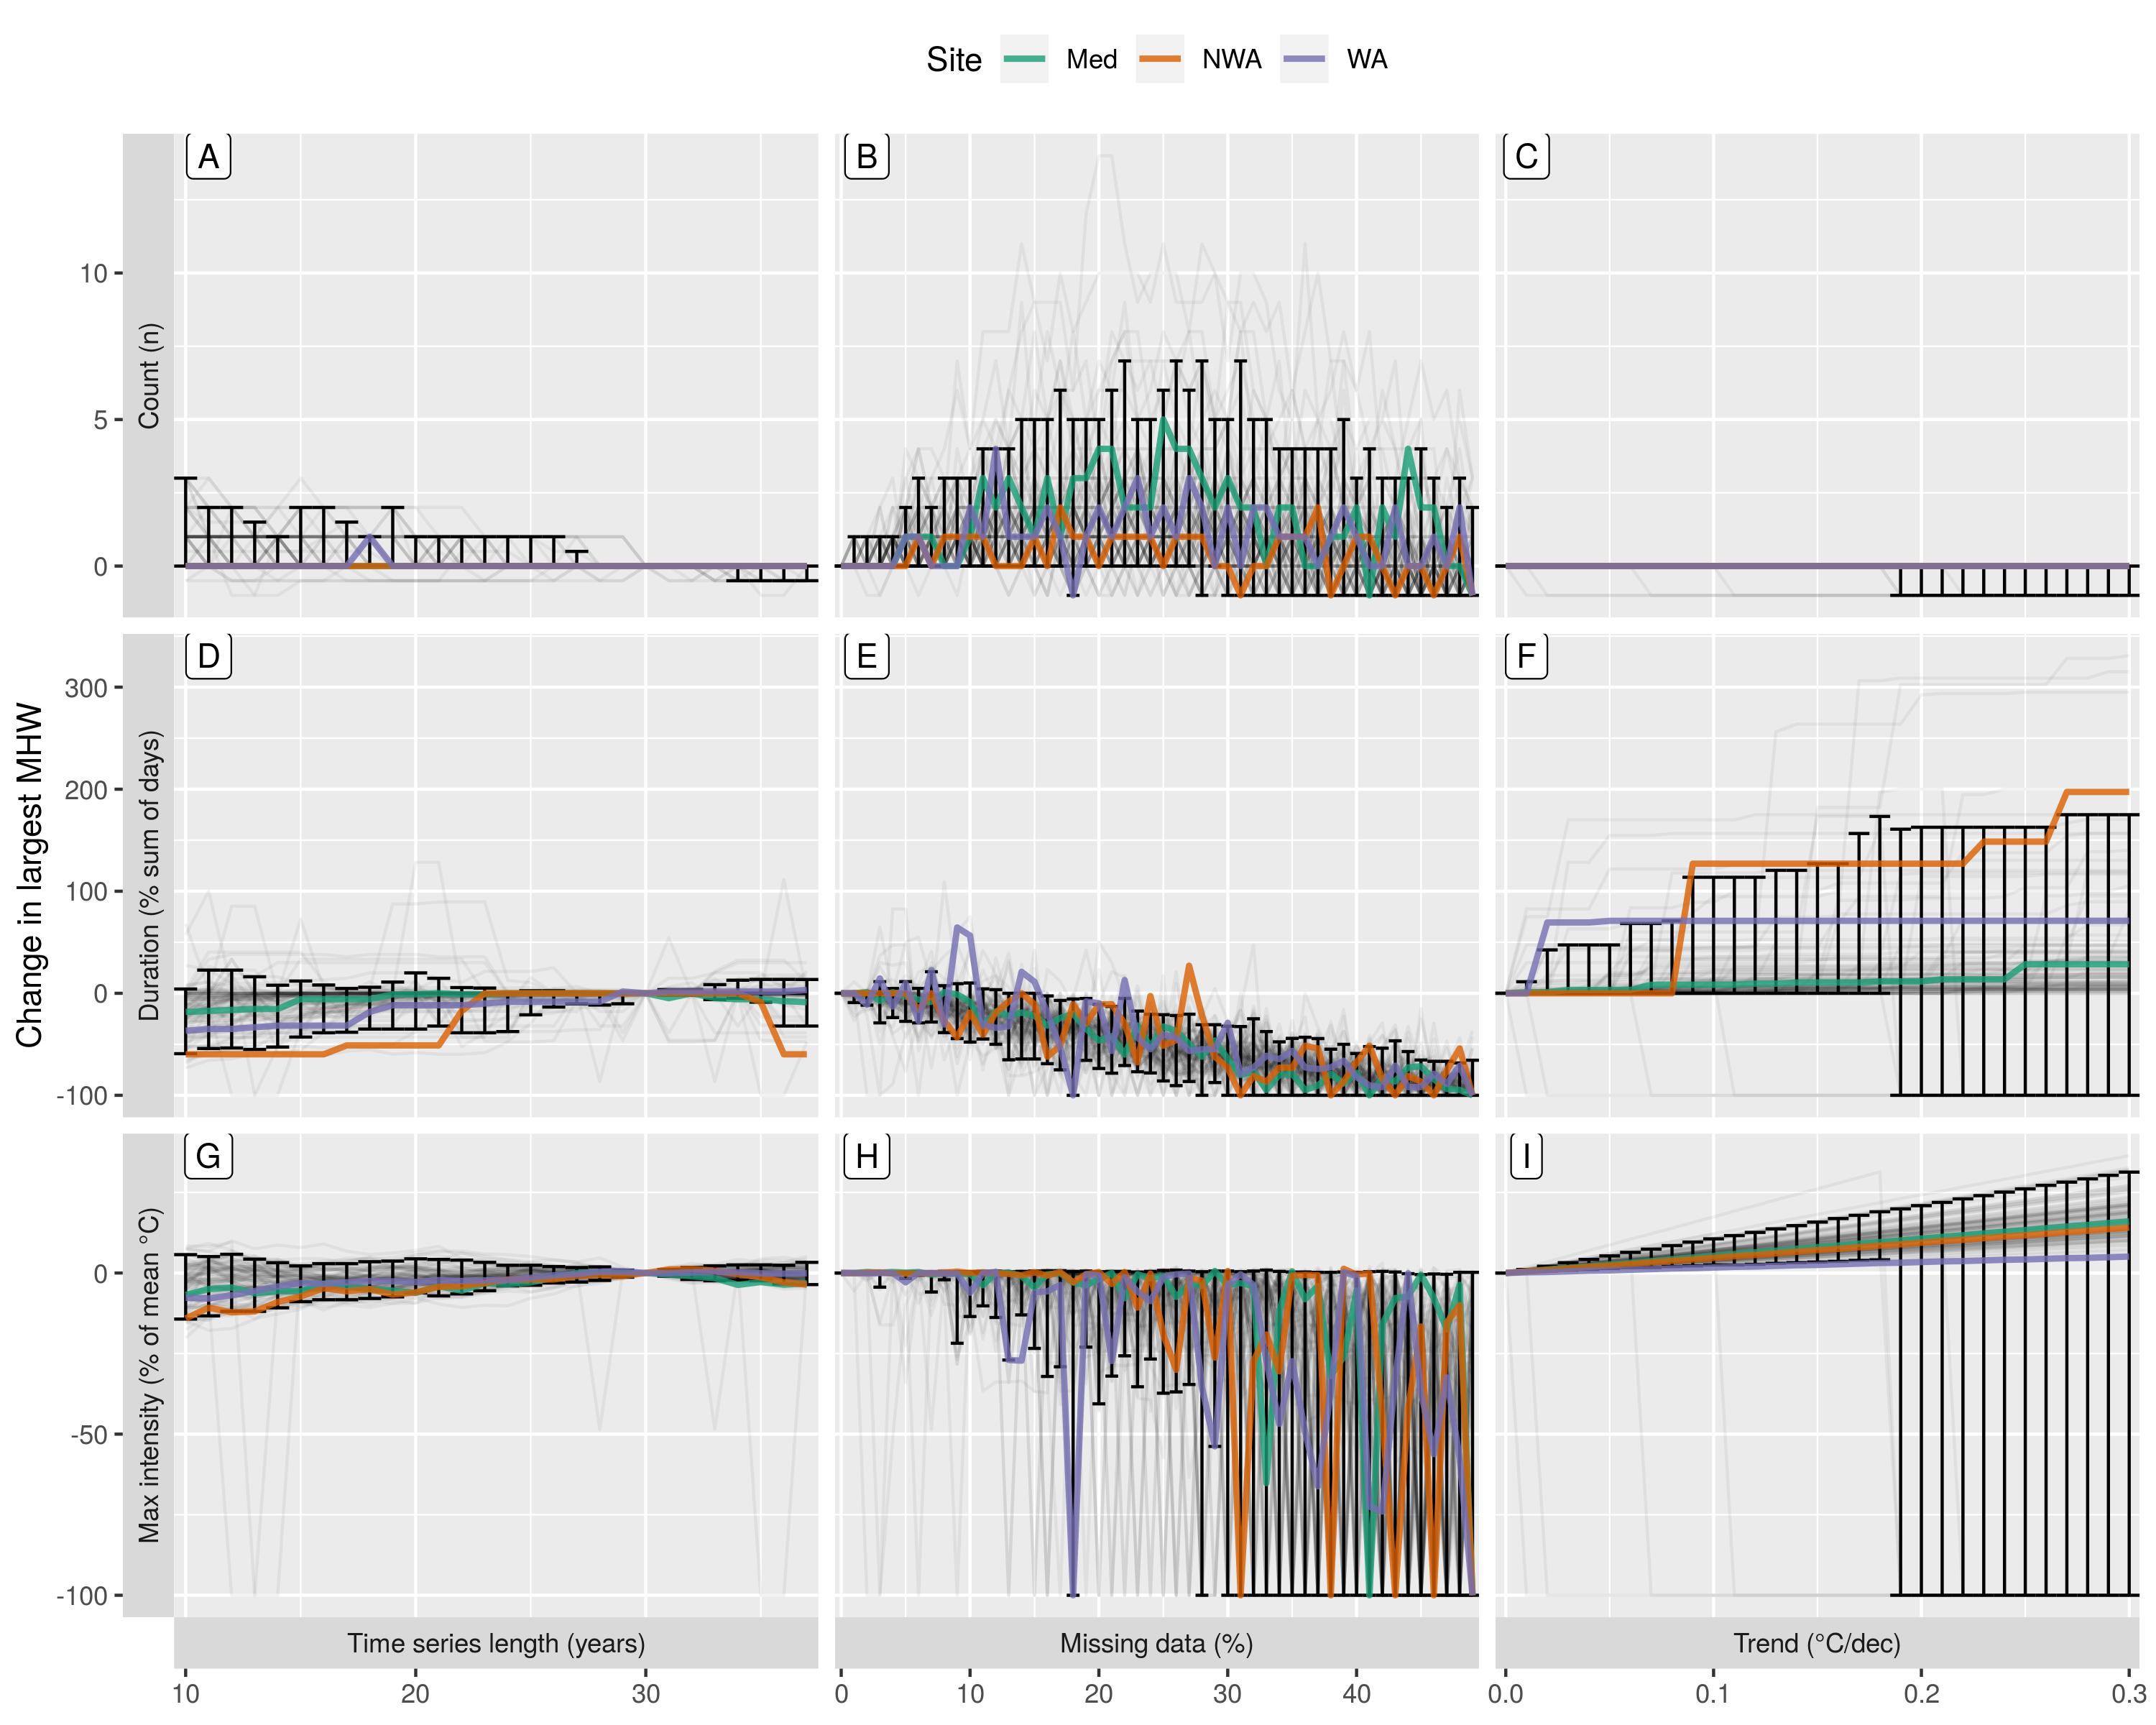 Site Med NWA WA
A B C
10
5
0
Count (n)
D E F
300
200
100
0
-100
Duration (% sum of days)
Change in largest MHW
G H I
0
-50
-100
Max intensity (% of mean °C)
Time series length (years) Missing data (%) Trend (°C/dec)
10 20 30 0 10 20 30 40 0.0 0.1 0.2 0.3